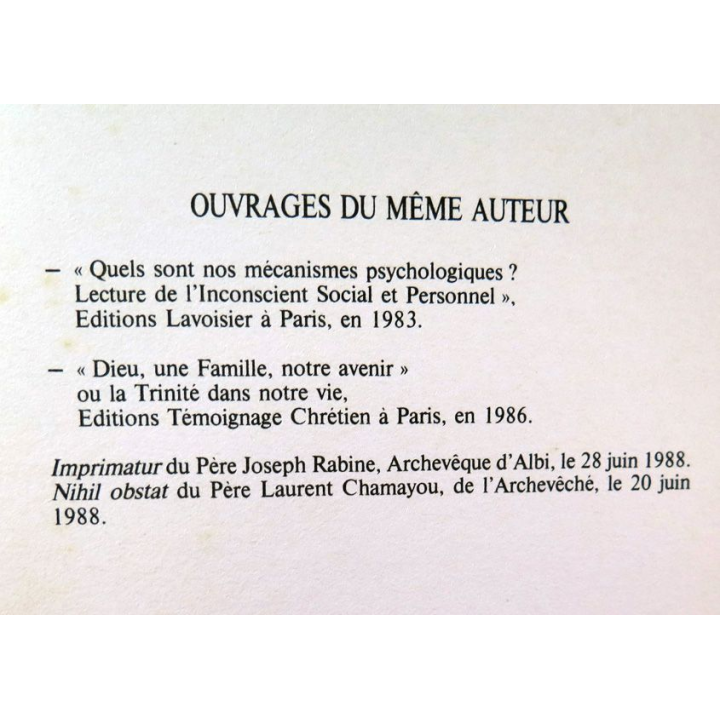 OUVRAGES DU MÊME AUTEUR
– « Quels sont nos mécanismes psychologiques ?
Lecture de l'Inconscient Social et Personnel »,
Editions Lavoisier à Paris, en 1983.
– « Dieu, une Famille, notre avenir »
ou la Trinité dans notre vie,
Editions Témoignage Chrétien à Paris, en 1986.
Imprimatur du Père Joseph Rabine, Archevêque d'Albi, le 28 juin 1988.
Nihil obstat du Père Laurent Chamayou, de l'Archevêché, le 20 juin
1988.